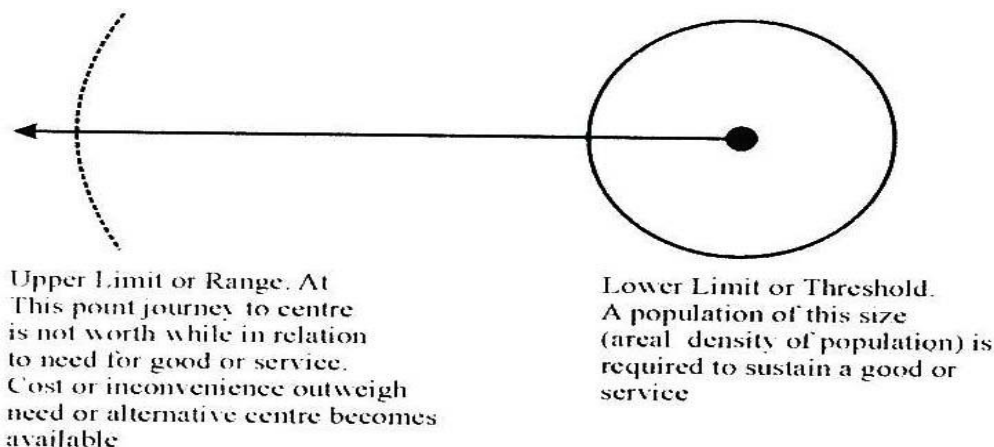 Upper Limit or Range. At
This point journey to centre
is not worth while in relation
to need for good or service.
Cost or inconvenience outweigh
need or alternative centre becomes
available
Lower Limit or Threshold.
A population of this size
(areal density of population) is
required to sustain a good or
service